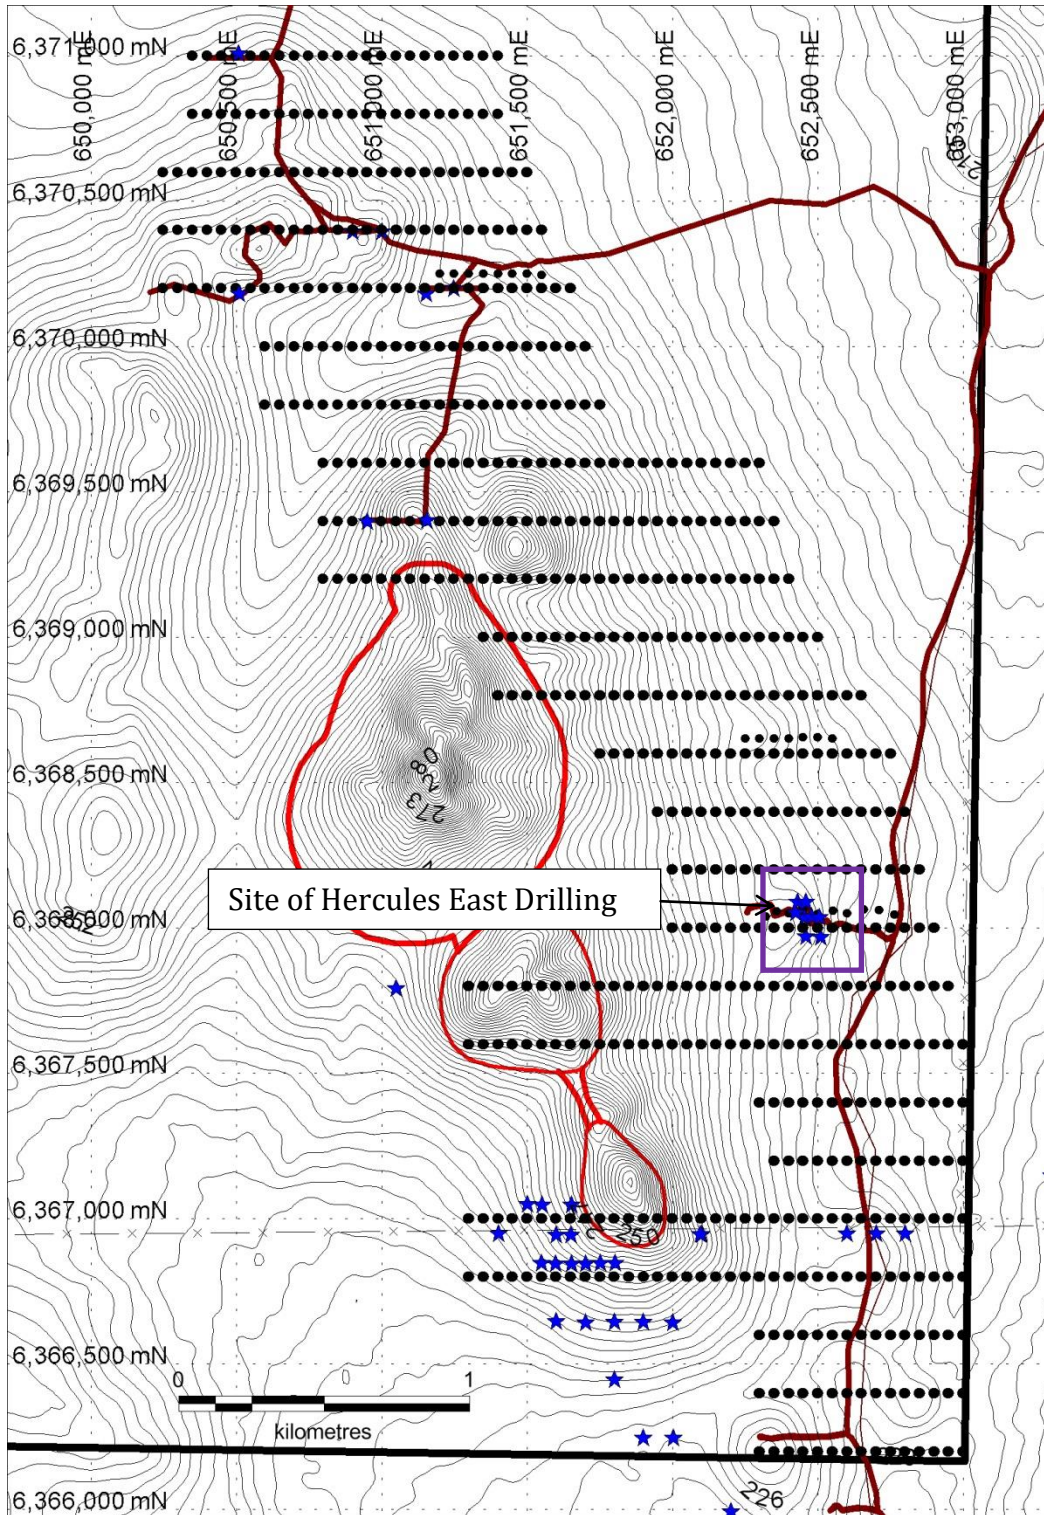 6,371,000 mN
650,000 mE
650,500 mE
651,000 mE
651,500 mE
652,000 mE
652,500 mE
653,000 mE
6,370,500 mN
6,370,000 mN
6,369,500 mN
6,369,000 mN
6,368,500 mN
280
273
Site of Hercules East Drilling
6,368,000 mN
6,367,500 mN
6,367,000 mN
250
6,366,500 mN
0 0 1
kilometres
6,366,000 mN
226